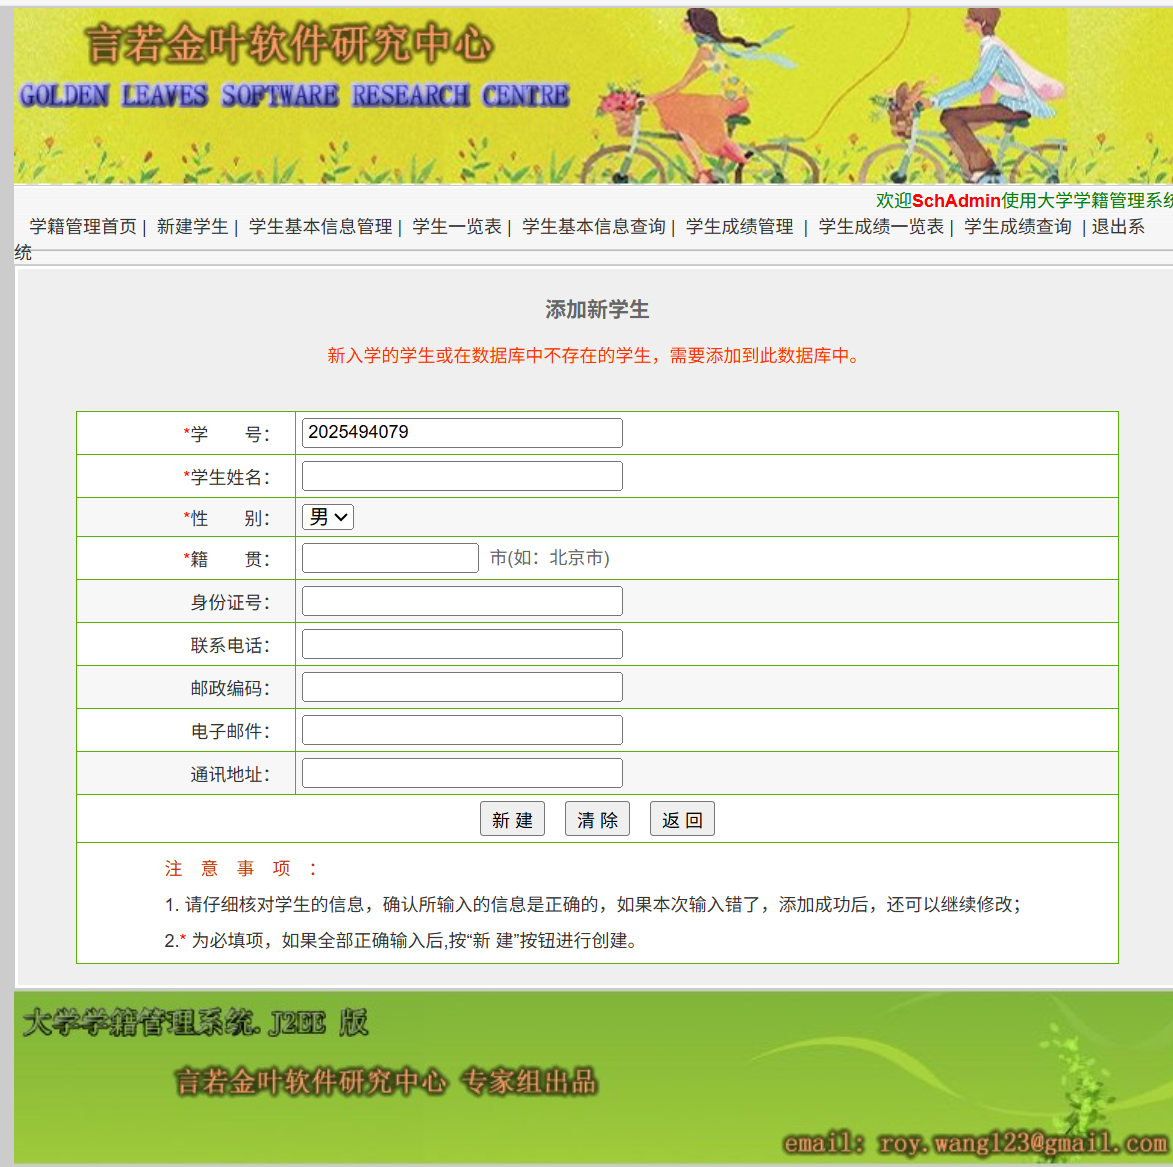 言若金叶软件研究中心
GOLDEN LEAVES SOFTWARE RESEARCH CENTRE
欢迎SchAdmin使用大学学籍管理系统
学籍管理首页 | 新建学生 | 学生基本信息管理 | 学生一览表 | 学生基本信息查询 | 学生成绩管理 | 学生成绩一览表 | 学生成绩查询 | 退出系
统
添加新学生
新入学的学生或在数据库中不存在的学生，需要添加到此数据库中。
*学 号： 2025494079
*学生姓名：
*性 别： 男
*籍 贯： 市(如：北京市)
身份证号：
联系电话：
邮政编码：
电子邮件：
通讯地址：
新 建 清 除 返 回
注 意 事 项 ：
1. 请仔细核对学生的信息，确认所输入的信息是正确的，如果本次输入错了，添加成功后，还可以继续修改；
2.* 为必填项，如果全部正确输入后,按“新 建”按钮进行创建。
大学学籍管理系统. J2EE 版
言若金叶软件研究中心 专家组出品
email: roy.wang123@gmail.com